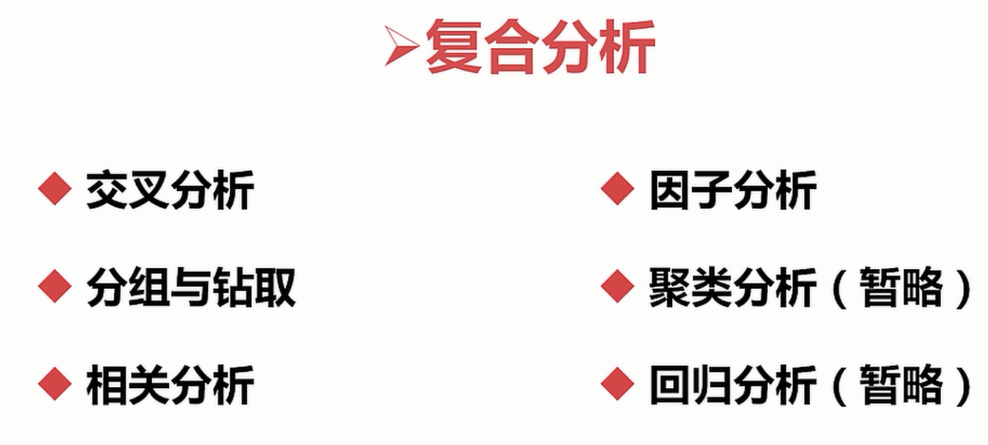 复合分析
交叉分析
分组与钻取
相关分析
因子分析
聚类分析（暂略）
回归分析（暂略）